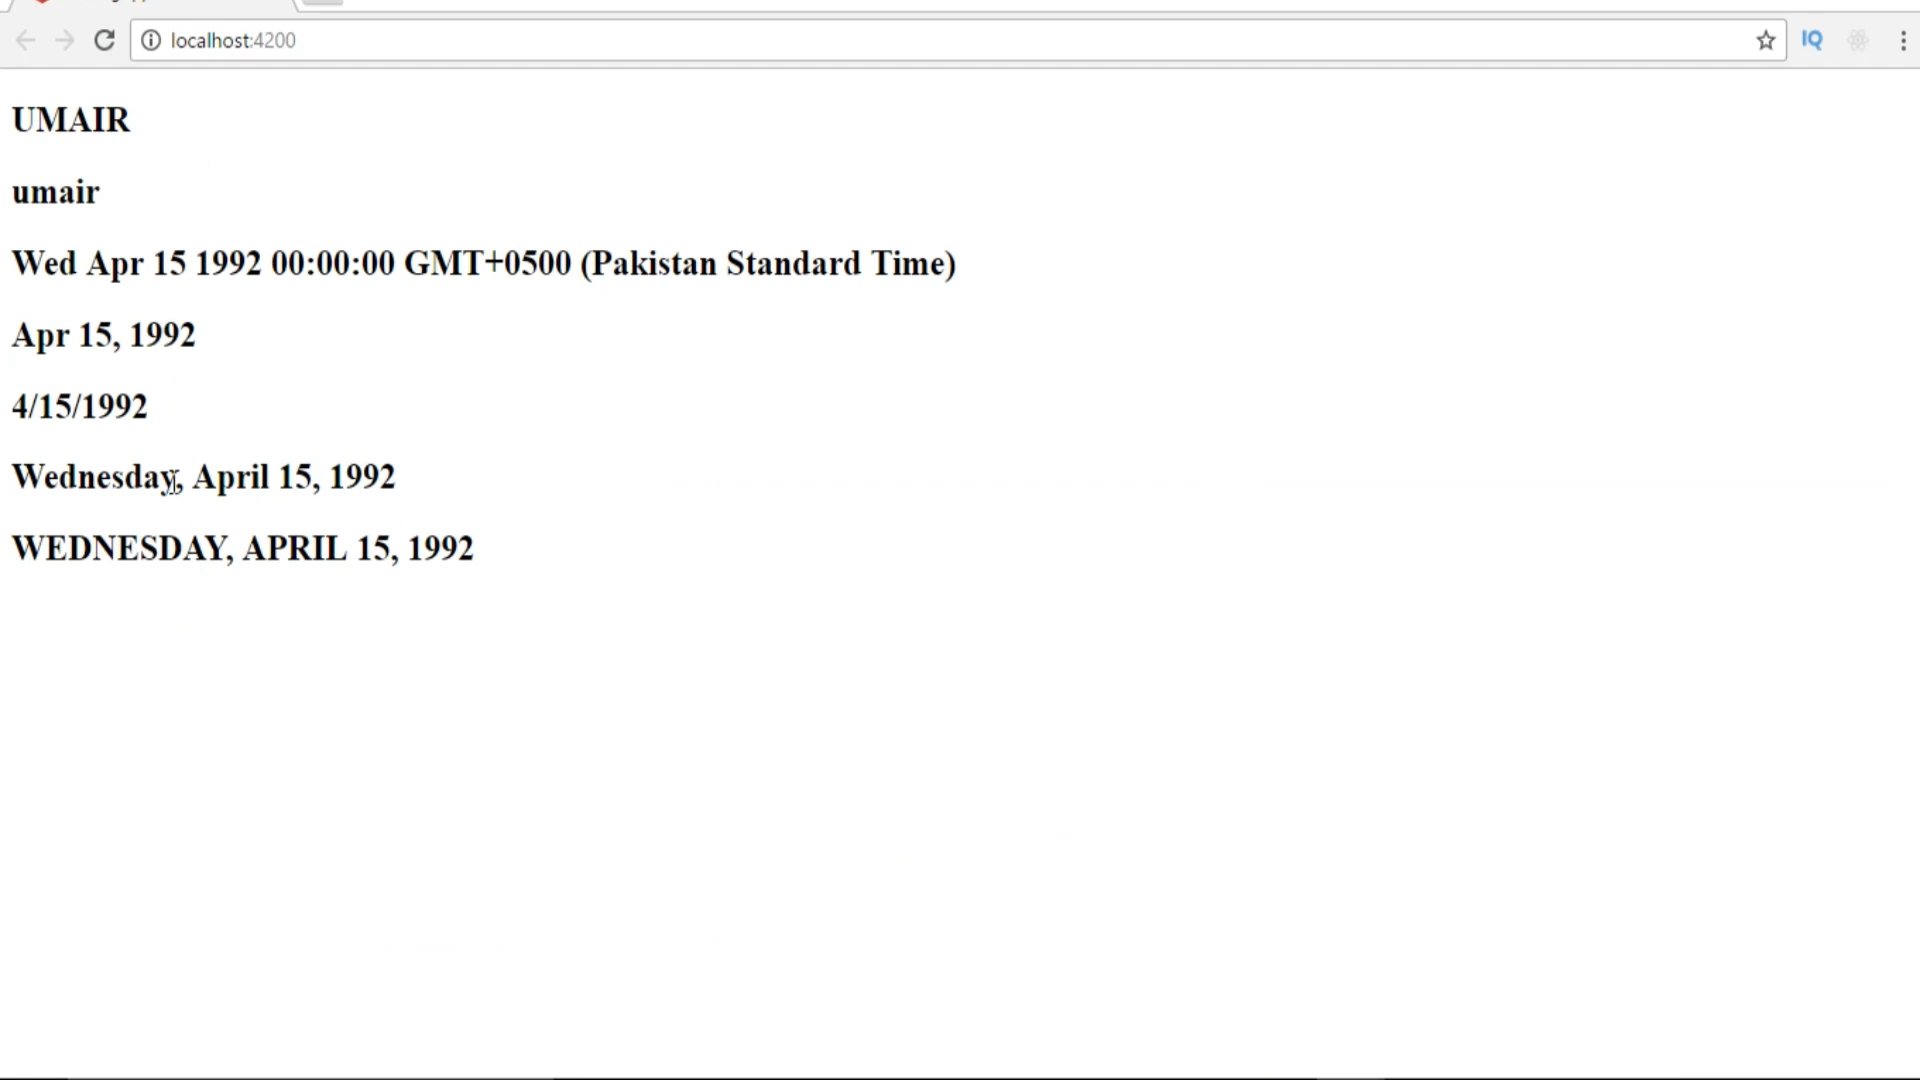 localhost:4200
IQ
UMAIR
umair
Wed Apr 15 1992 00:00:00 GMT+0500 (Pakistan Standard Time)
Apr 15, 1992
4/15/1992
Wednesday, April 15, 1992
WEDNESDAY, APRIL 15, 1992